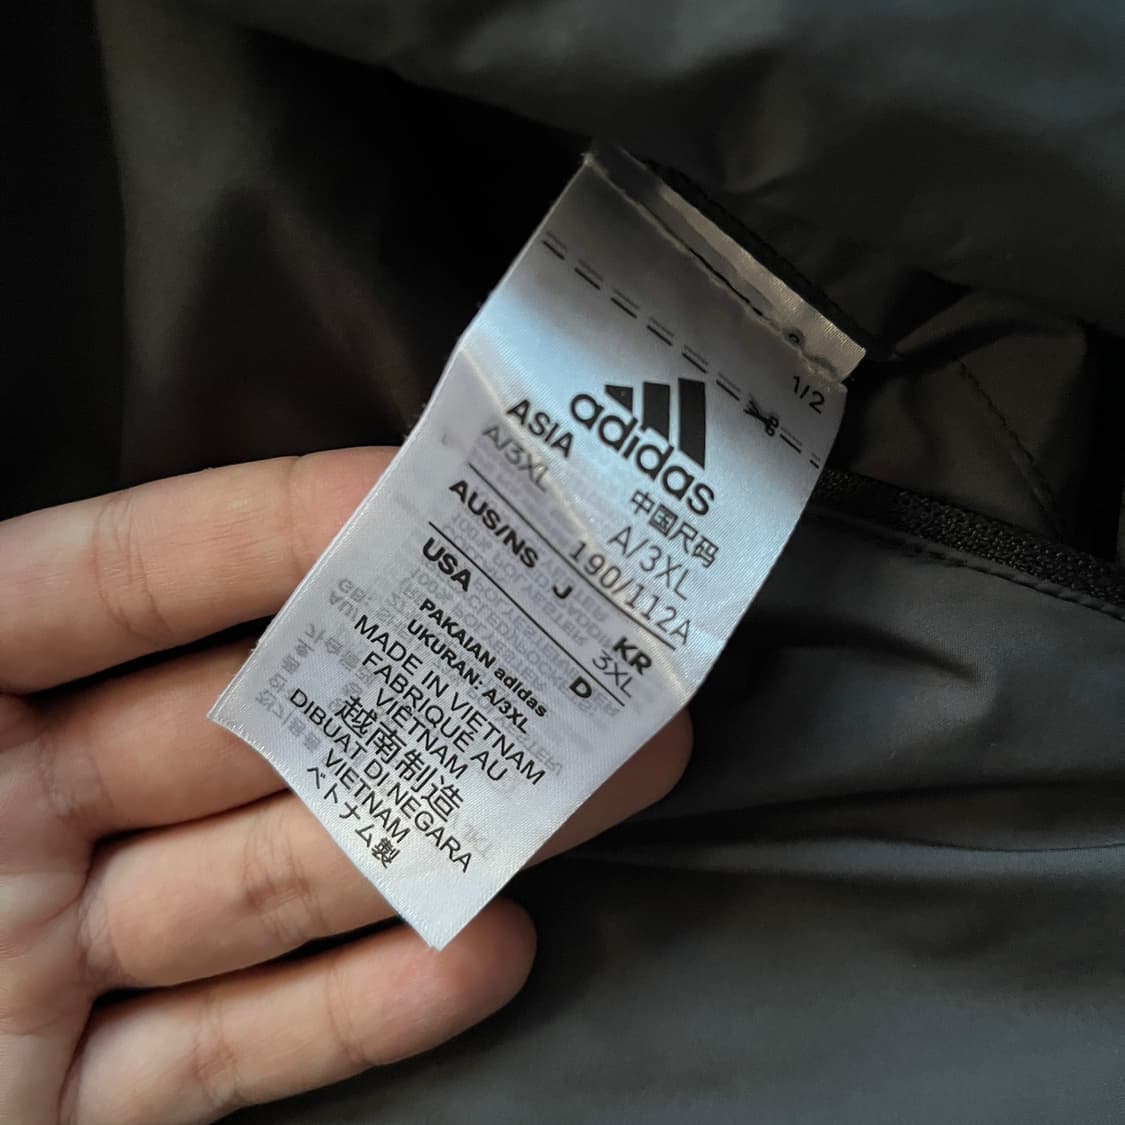 1/2
adidas
ASIA 中国尺码
A/3XL A/3XL
190/112A
AUS/NS J KR
3XL
USA D
PAKAIAN adidas
UKURAN: A/3XL
MADE IN VIETNAM
FABRIQUÉ AU
VIÊTNAM
越南制造
DIBUAT DI NEGARA
VIETNAM
ベトナム製